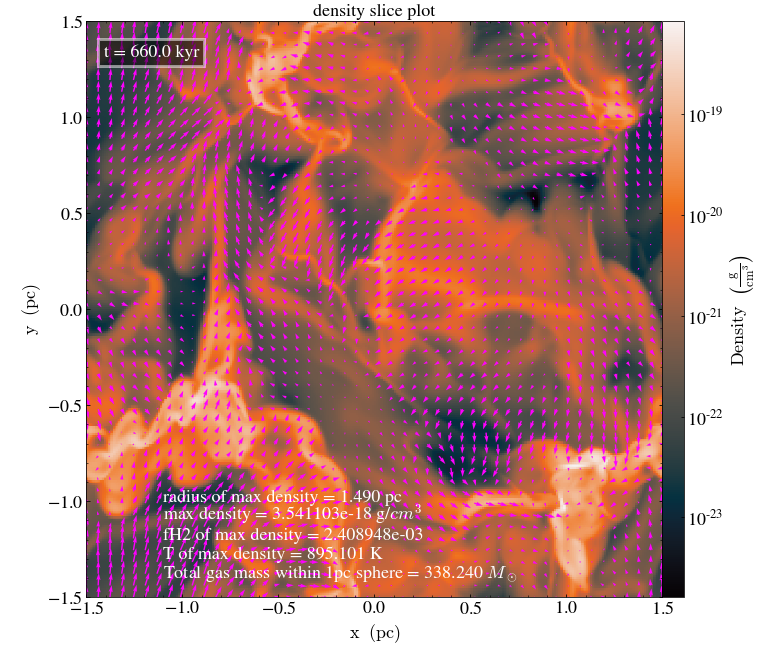 density slice plot
t = 660.0 kyr
radius of max density = 1.490 pc
max density = 3.541103e-18 g/cm³
fH2 of max density = 2.408948e-03
T of max density = 895.101 K
Total gas mass within 1pc sphere = 338.240 M☉
1.5
1.0
0.5
0.0
−0.5
−1.0
−1.5
y (pc)
−1.5 −1.0 −0.5 0.0 0.5 1.0 1.5
x (pc)
10⁻¹⁹
10⁻²⁰
10⁻²¹
10⁻²²
10⁻²³
Density (g/cm³)